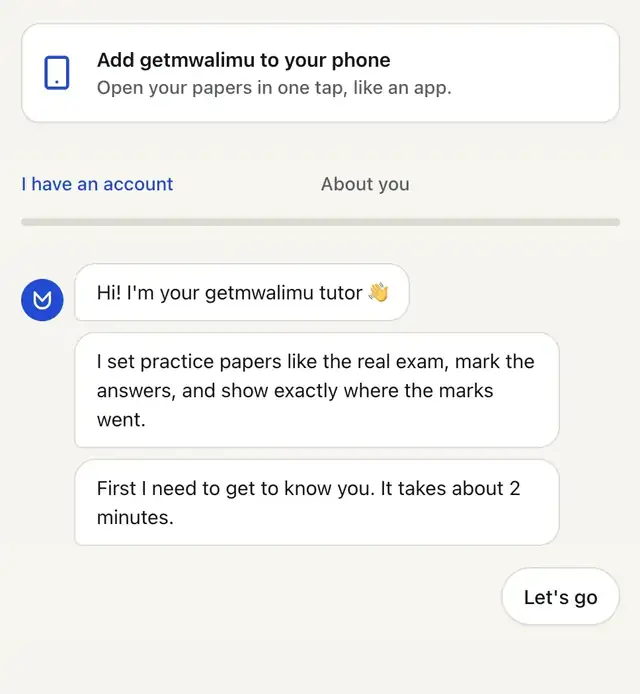 Add getmwalimu to your phone
Open your papers in one tap, like an app.
I have an account
About you
Hi! I'm your getmwalimu tutor 👋
I set practice papers like the real exam, mark the
answers, and show exactly where the marks
went.
First I need to get to know you. It takes about 2
minutes.
Let's go